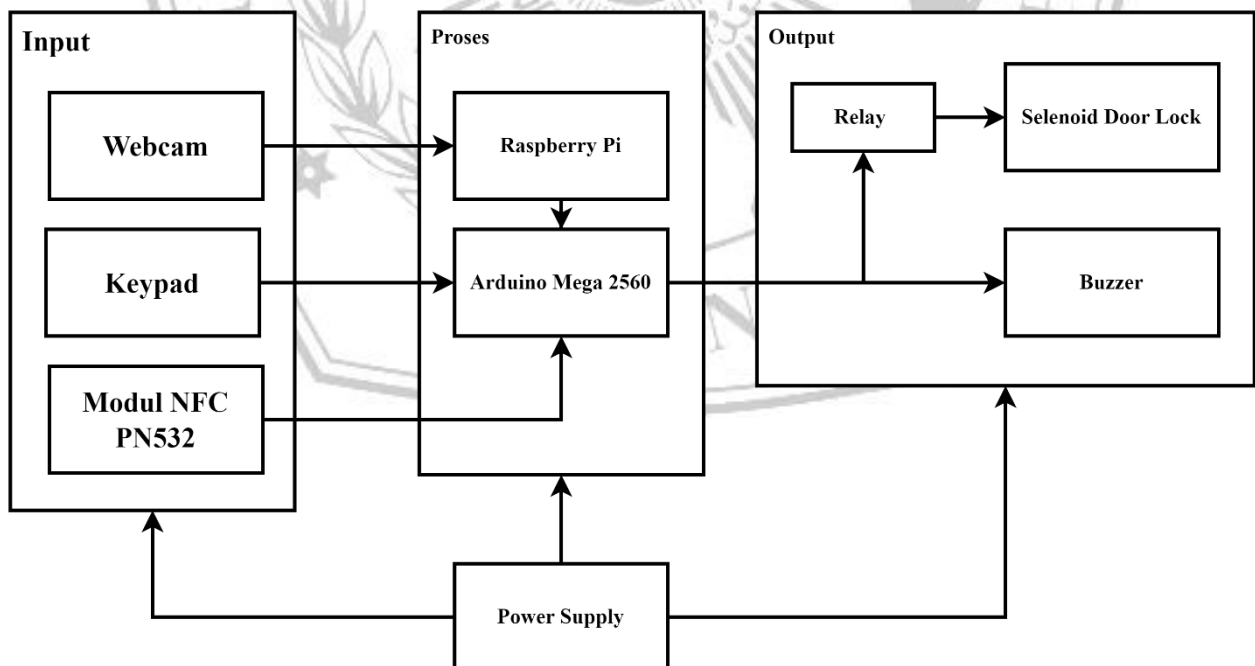 Input
Webcam
Keypad
Modul NFC
PN532
Proses
Raspberry Pi
Arduino Mega 2560
Output
Relay
Selenoid Door Lock
Buzzer
Power Supply